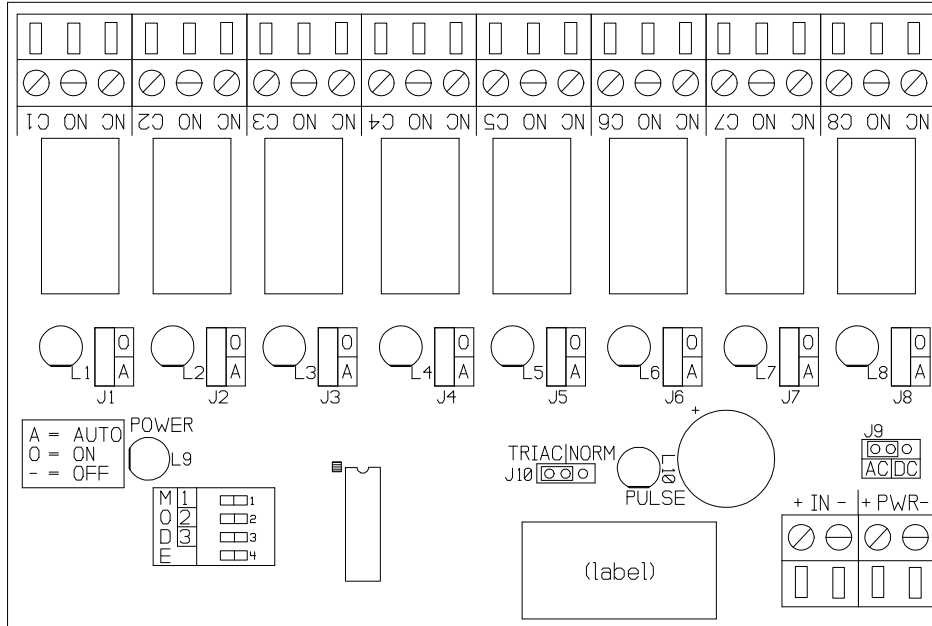 C1 NO NC C2 NO NC C3 NO NC C4 NO NC C5 NO NC C6 NO NC C7 NO NC C8 NO NC
O O O O O O O O
L1 A L2 A L3 A L4 A L5 A L6 A L7 A L8 A
J1 J2 J3 J4 J5 J6 J7 J8
A = AUTO
O = ON
- = OFF
POWER
L9
M 1 1
O 2 2
D 3 3
E 4
TRIAC|NORM
J10
L10
PULSE
+
J9
AC DC
+ IN - + PWR-
(label)